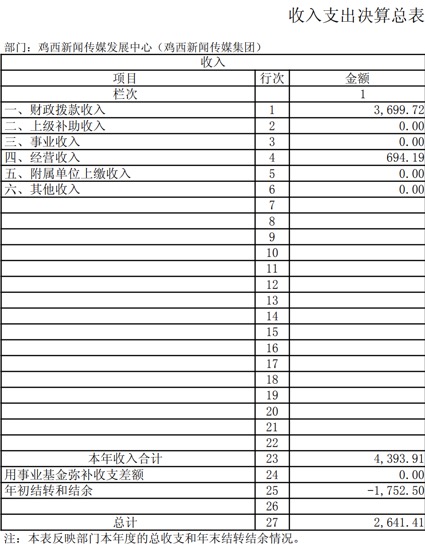 收入支出决算总表
部门：鸡西新闻传媒发展中心（鸡西新闻传媒集团）
收入
项目 行次 金额
栏次 1
一、财政拨款收入 1 3,699.72
二、上级补助收入 2 0.00
三、事业收入 3 0.00
四、经营收入 4 694.19
五、附属单位上缴收入 5 0.00
六、其他收入 6 0.00
7
8
9
10
11
12
13
14
15
16
17
18
19
20
21
22
本年收入合计 23 4,393.91
用事业基金弥补收支差额 24 0.00
年初结转和结余 25 -1,752.50
26
总计 27 2,641.41
注：本表反映部门本年度的总收支和年末结转结余情况。